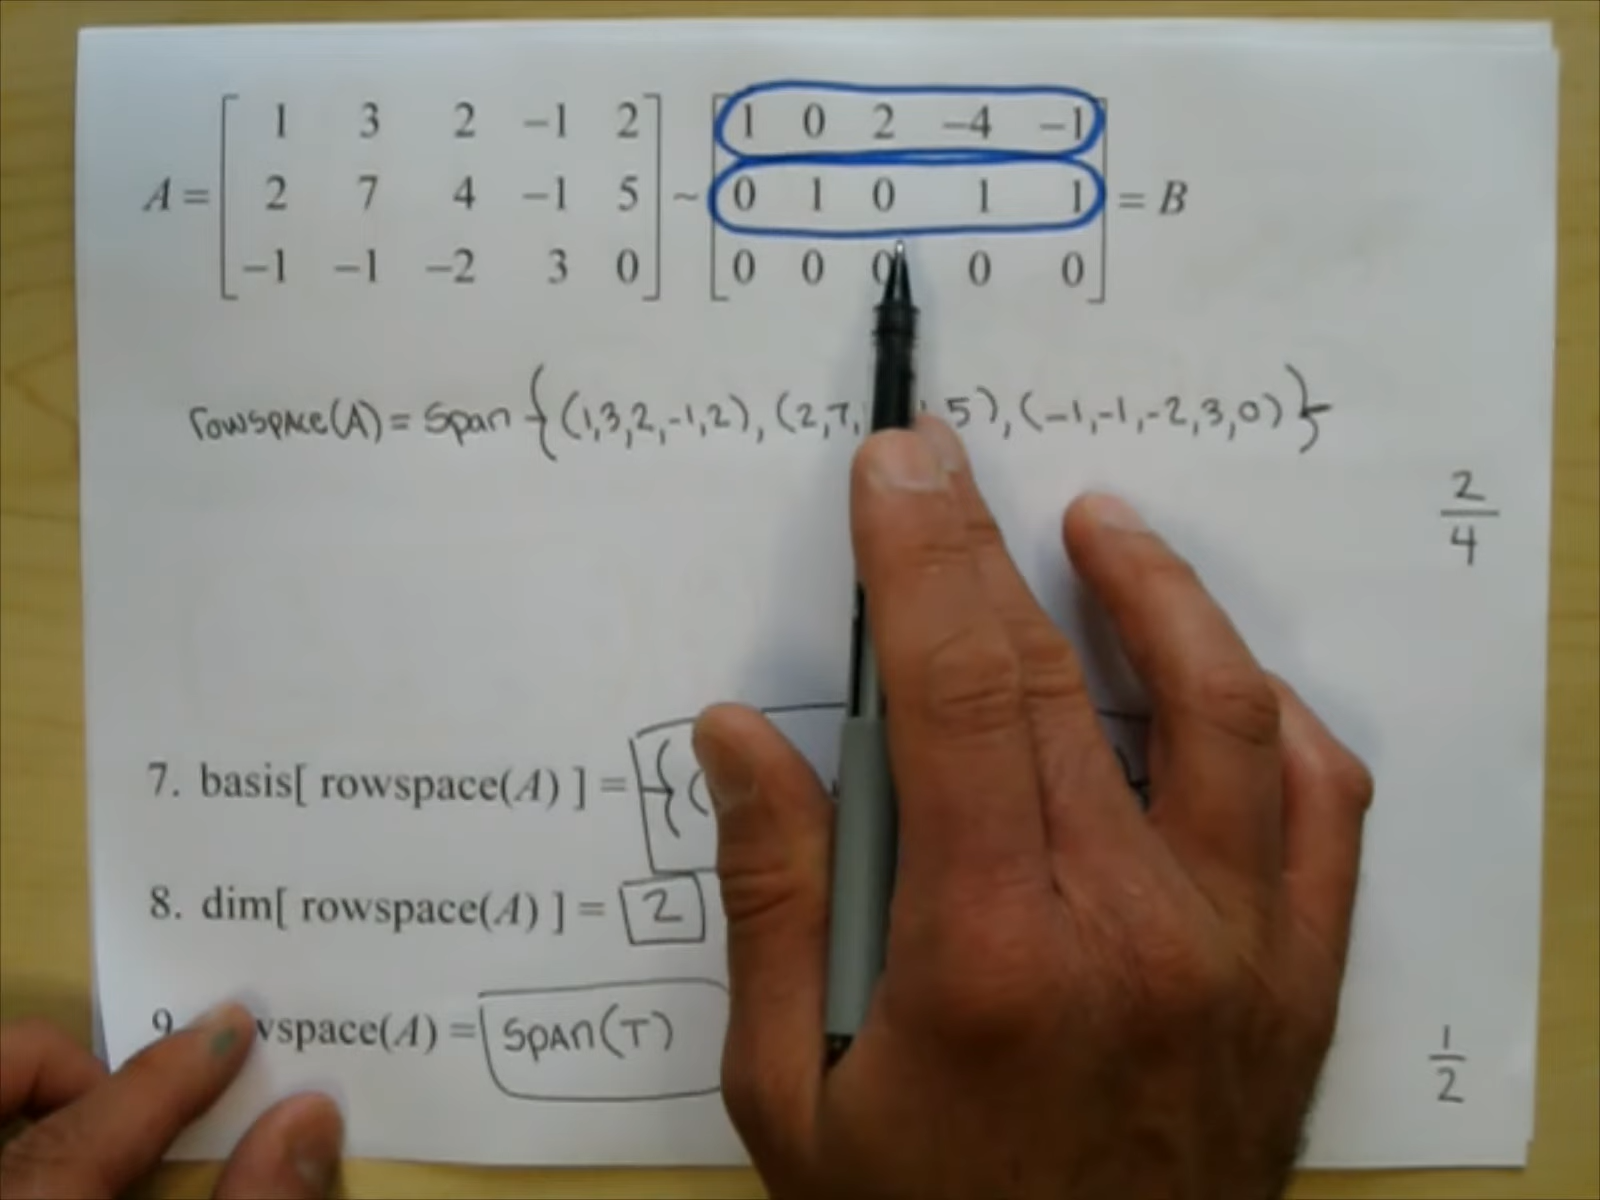 A = [ 1 3 2 −1 2 ] ~ [ 1 0 2 −4 −1 ] = B
2 7 4 −1 5 0 1 0 1 1
−1 −1 −2 3 0 0 0 0 0 0
rowspace(A) = Span {(1,3,2,-1,2), (2,7, 5), (-1,-1,-2,3,0)}
2/4
7. basis[ rowspace(A) ] = {(
8. dim[ rowspace(A) ] = 2
9 wspace(A) = Span(T)
1/2